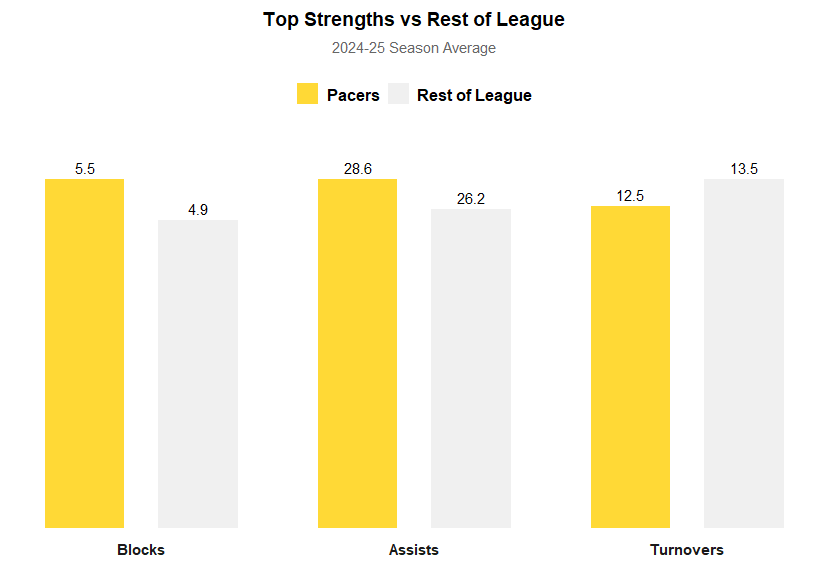 Top Strengths vs Rest of League
2024-25 Season Average
Pacers Rest of League
5.5 4.9 28.6 26.2 12.5 13.5
Blocks Assists Turnovers